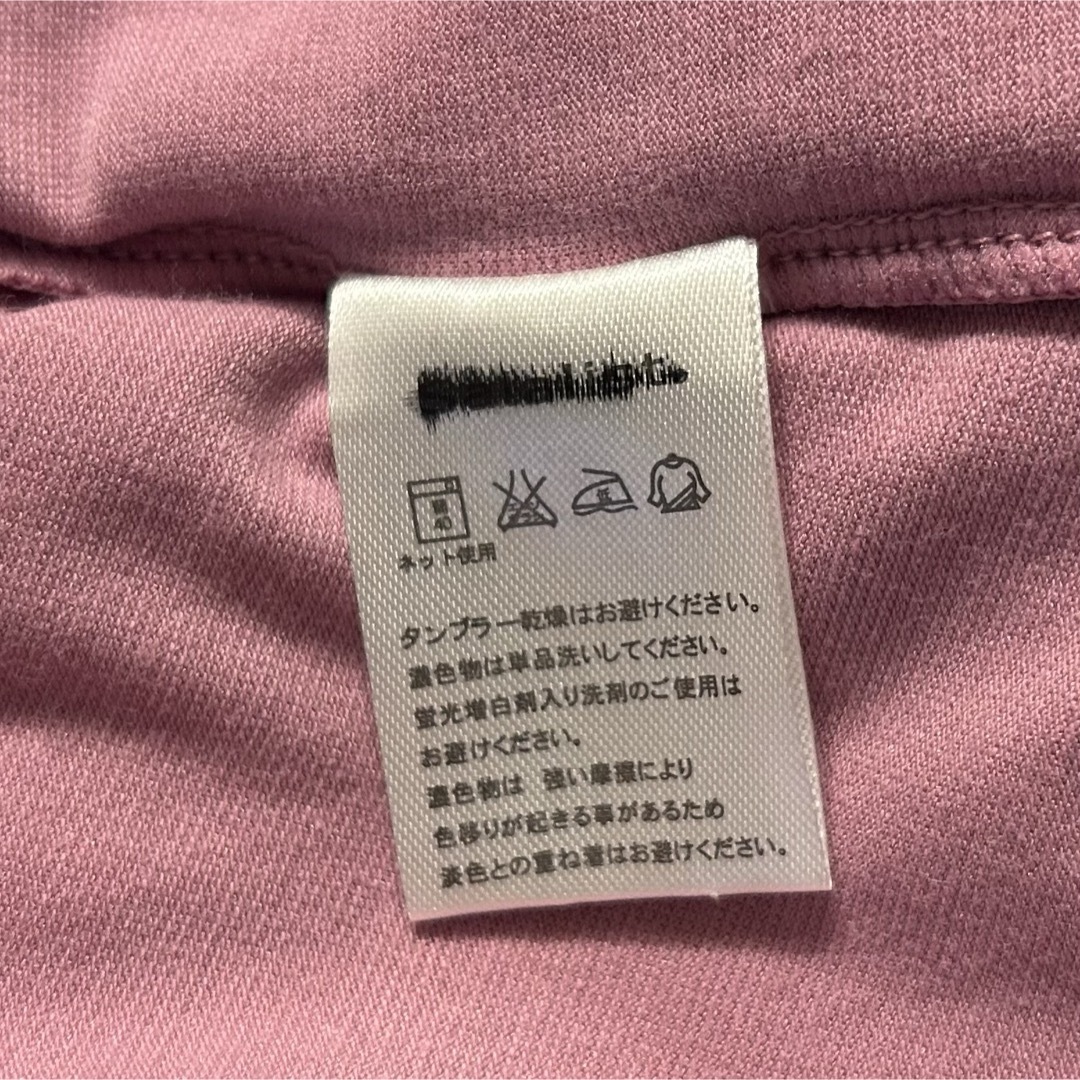 弱
40
低
ネット使用
タンブラー乾燥はお避けください。
濃色物は単品洗いしてください。
蛍光増白剤入り洗剤のご使用は
お避けください。
濃色物は 強い摩擦により
色移りが起きる事があるため
淡色との重ね着はお避けください。